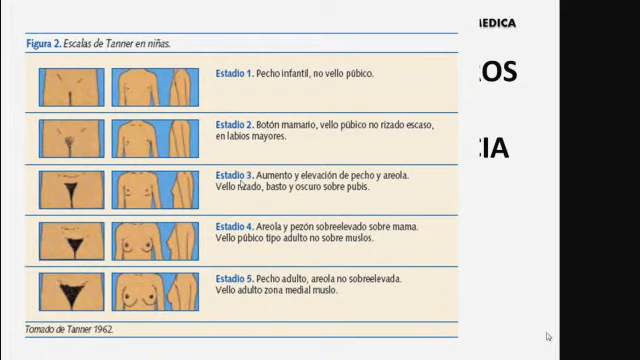 MEDICA
Figura 2. Escalas de Tanner en niñas.
ROS
Estadio 1. Pecho infantil, no vello púbico.
Estadio 2. Botón mamario, vello púbico no rizado escaso,
en labios mayores.
CIA
Estadio 3. Aumento y elevación de pecho y areola.
Vello rizado, basto y oscuro sobre pubis.
Estadio 4. Areola y pezón sobreelevado sobre mama.
Vello púbico tipo adulto no sobre muslos.
Estadio 5. Pecho adulto, areola no sobreelevada.
Vello adulto zona medial muslo.
Tomado de Tanner 1962.